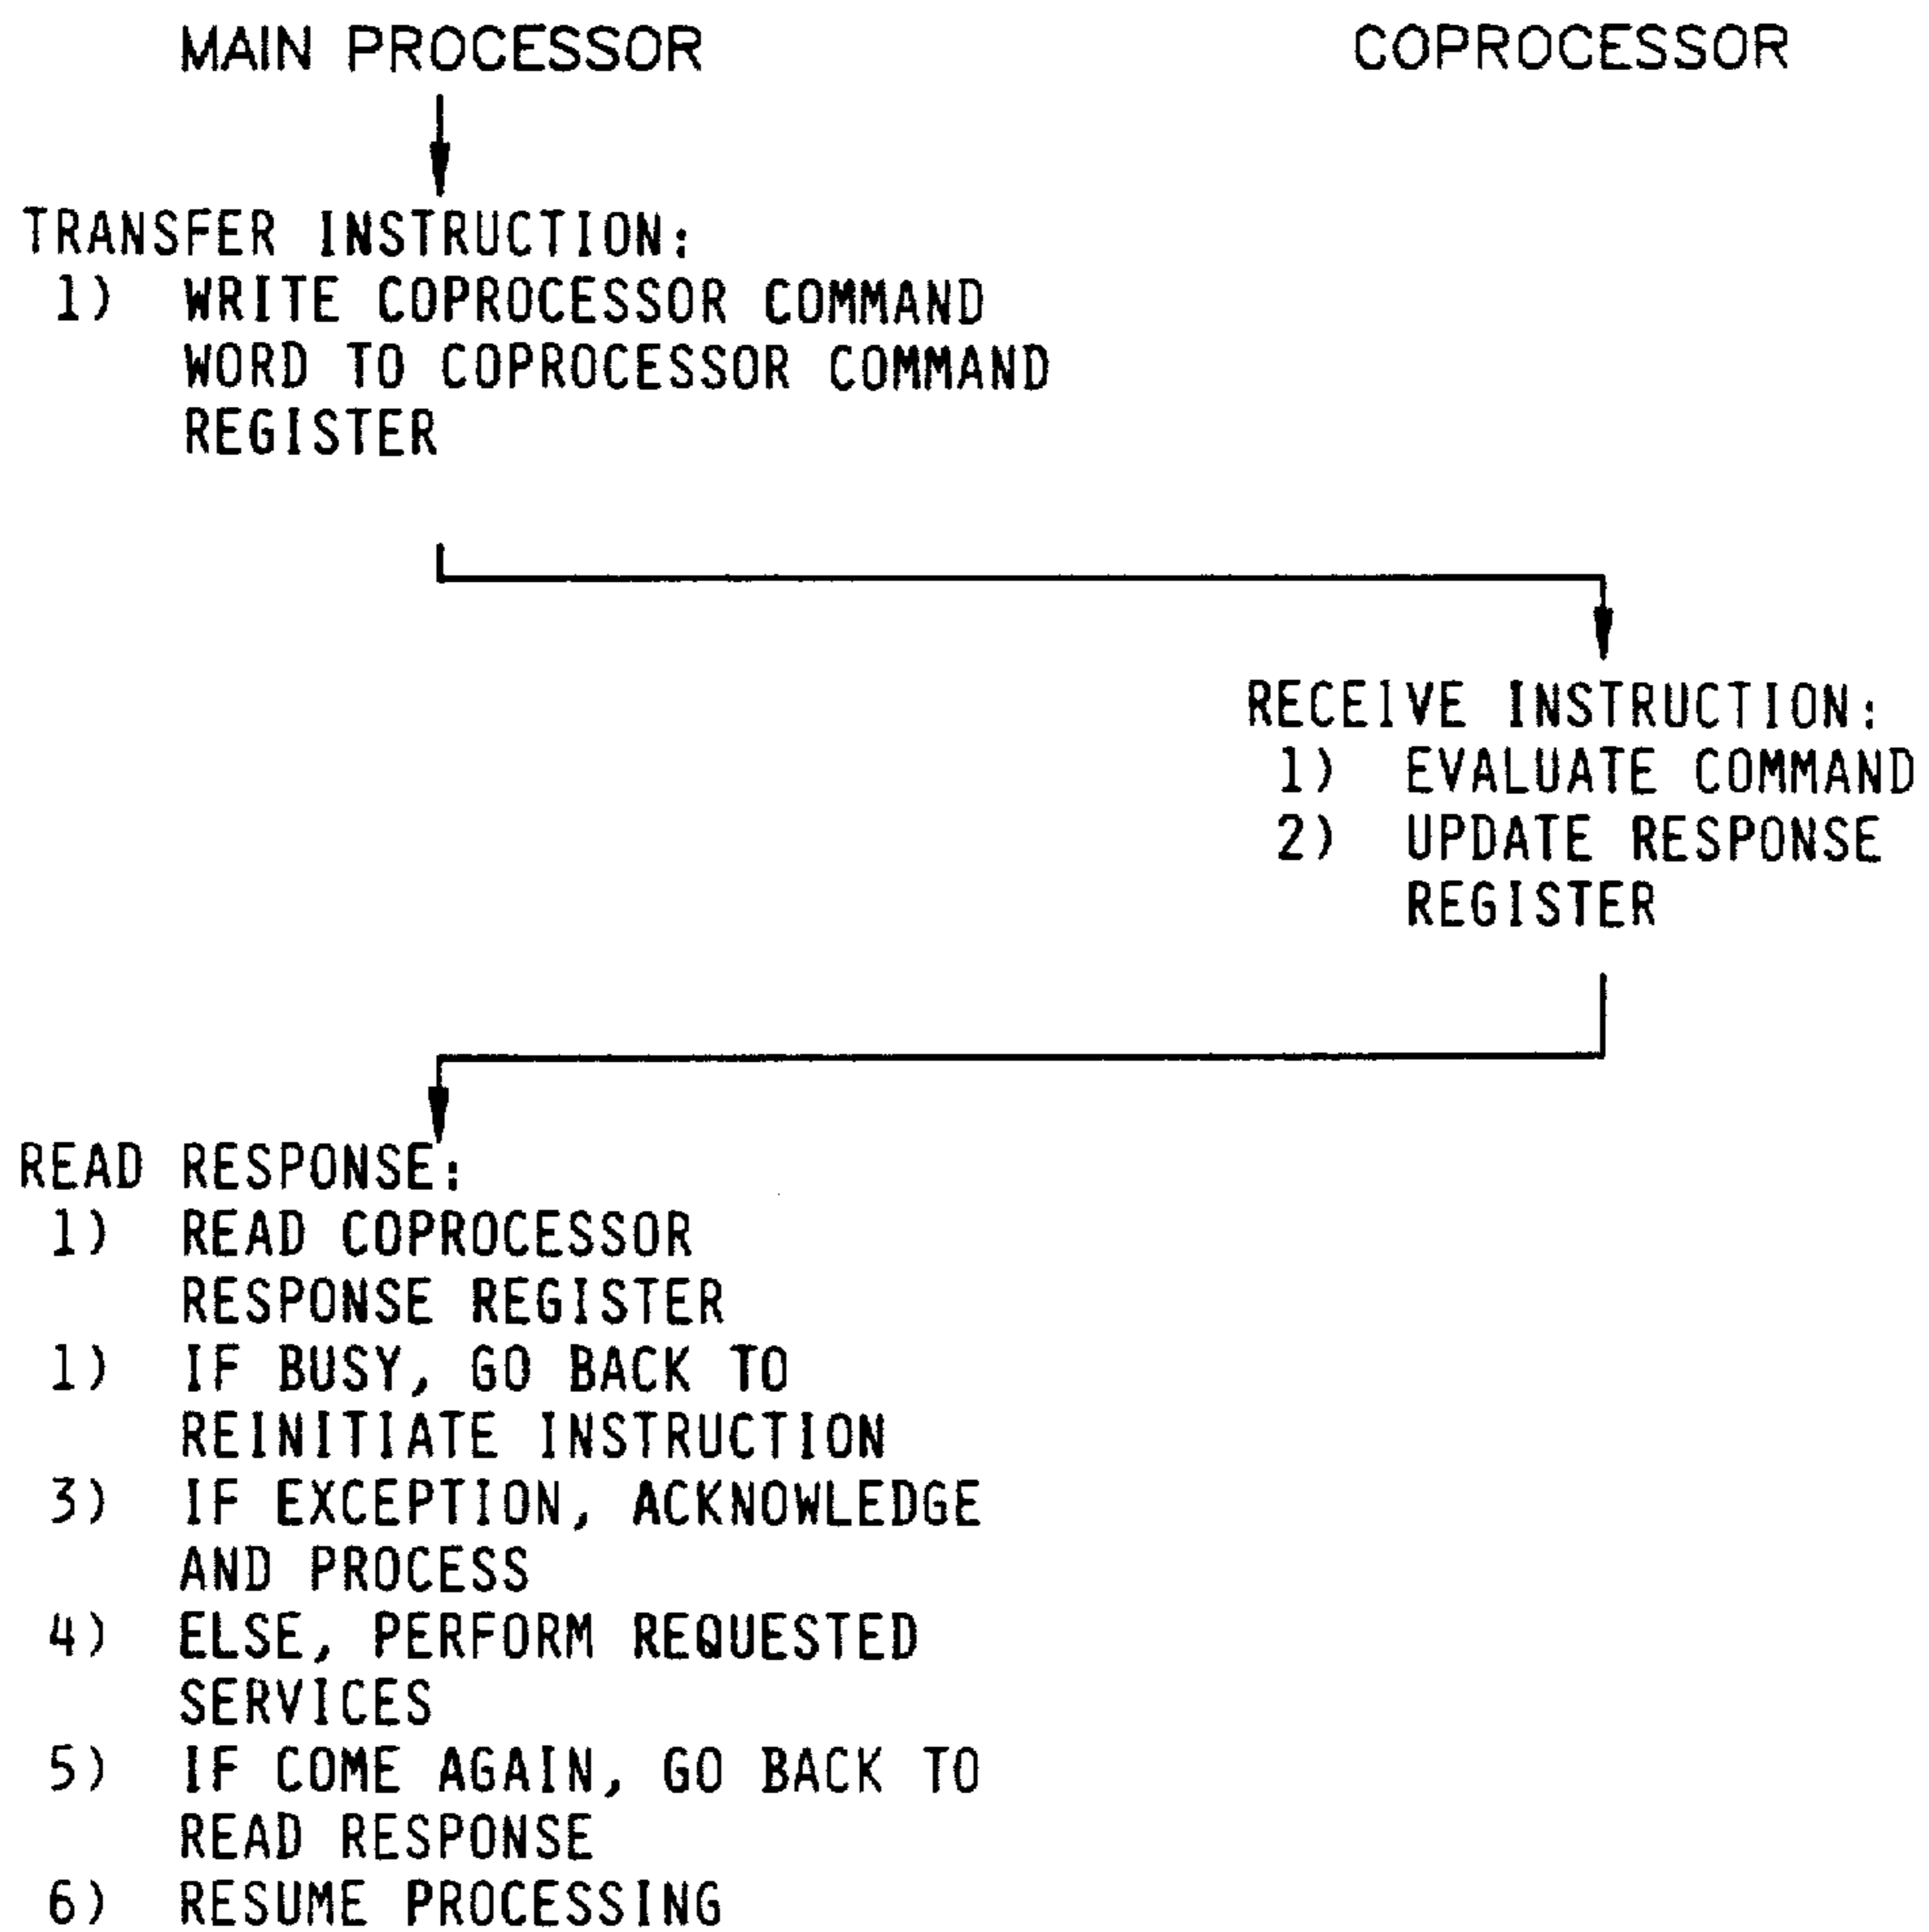 MAIN PROCESSOR
COPROCESSOR
TRANSFER INSTRUCTION:
1) WRITE COPROCESSOR COMMAND
WORD TO COPROCESSOR COMMAND
REGISTER
RECEIVE INSTRUCTION:
1) EVALUATE COMMAND
2) UPDATE RESPONSE
REGISTER
READ RESPONSE:
1) READ COPROCESSOR
RESPONSE REGISTER
1) IF BUSY, GO BACK TO
REINITIATE INSTRUCTION
3) IF EXCEPTION, ACKNOWLEDGE
AND PROCESS
4) ELSE, PERFORM REQUESTED
SERVICES
5) IF COME AGAIN, GO BACK TO
READ RESPONSE
6) RESUME PROCESSING